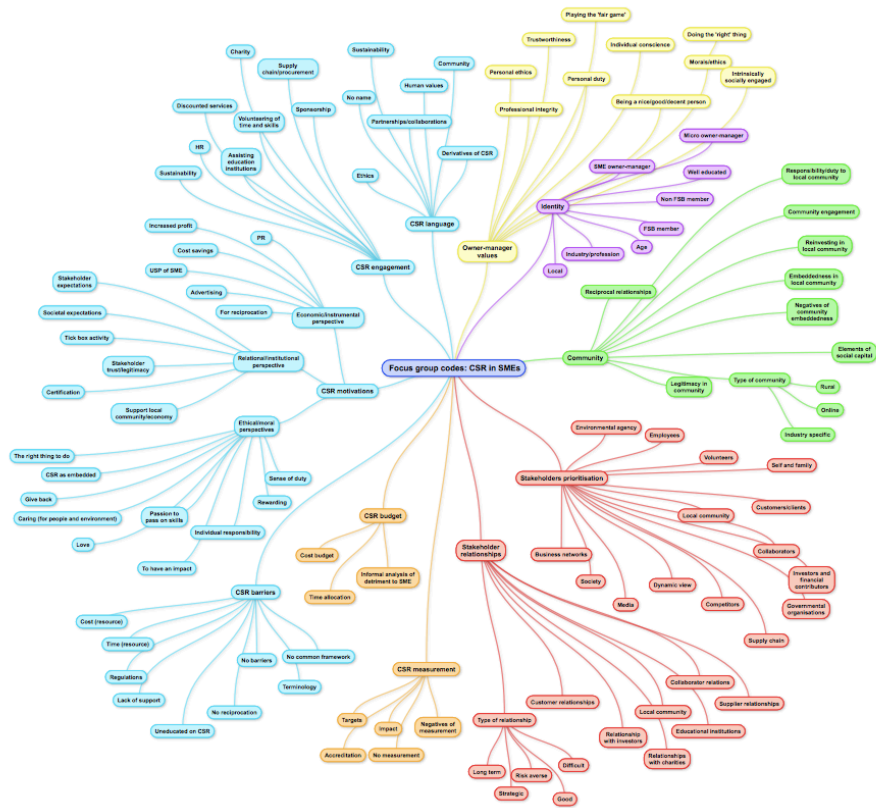 Focus group codes: CSR in SMEs
CSR language
Sustainability
Community
Human values
No name
Partnerships/collaborations
Derivatives of CSR
Ethics
CSR engagement
Charity
Supply
chain/procurement
Discounted services
Volunteering of
time and skills
Sponsorship
HR
Assisting
education
institutions
Sustainability
CSR motivations
Economic/instrumental
perspective
Increased profit
PR
Cost savings
USP of SME
Advertising
For reciprocation
Relational/institutional
perspective
Stakeholder
expectations
Societal expectations
Tick box activity
Stakeholder
trust/legitimacy
Certification
Support local
community/economy
Ethical/moral
perspectives
The right thing to do
CSR as embedded
Give back
Caring (for people and environment)
Love
Passion to
pass on skills
To have an impact
Individual responsibility
Rewarding
Sense of duty
CSR barriers
Cost (resource)
Time (resource)
Regulations
Lack of support
Uneducated on CSR
No reciprocation
No barriers
Terminology
No common framework
CSR budget
Cost budget
Time allocation
Informal analysis of
detriment to SME
CSR measurement
Targets
Accreditation
Impact
No measurement
Negatives of
measurement
Owner-manager
values
Playing the 'fair game'
Trustworthiness
Individual conscience
Doing the 'right' thing
Personal ethics
Personal duty
Morals/ethics
Intrinsically
socially engaged
Professional integrity
Being a nice/good/decent person
Identity
Micro owner-manager
SME owner-manager
Well educated
Non FSB member
FSB member
Age
Industry/profession
Local
Community
Responsibility/duty to
local community
Community engagement
Reinvesting in
local community
Embeddedness in
local community
Reciprocal relationships
Negatives of
community
embeddedness
Elements of
social capital
Legitimacy in
community
Type of community
Rural
Online
Industry specific
Stakeholder
relationships
Stakeholders prioritisation
Environmental agency
Employees
Volunteers
Self and family
Customers/clients
Local community
Collaborators
Investors and
financial
contributors
Governmental
organisations
Supply chain
Competitors
Dynamic view
Media
Society
Business networks
Type of relationship
Long term
Strategic
Risk averse
Good
Difficult
Customer relationships
Relationship
with investors
Local community
Relationships
with charities
Educational institutions
Collaborator relations
Supplier relationships